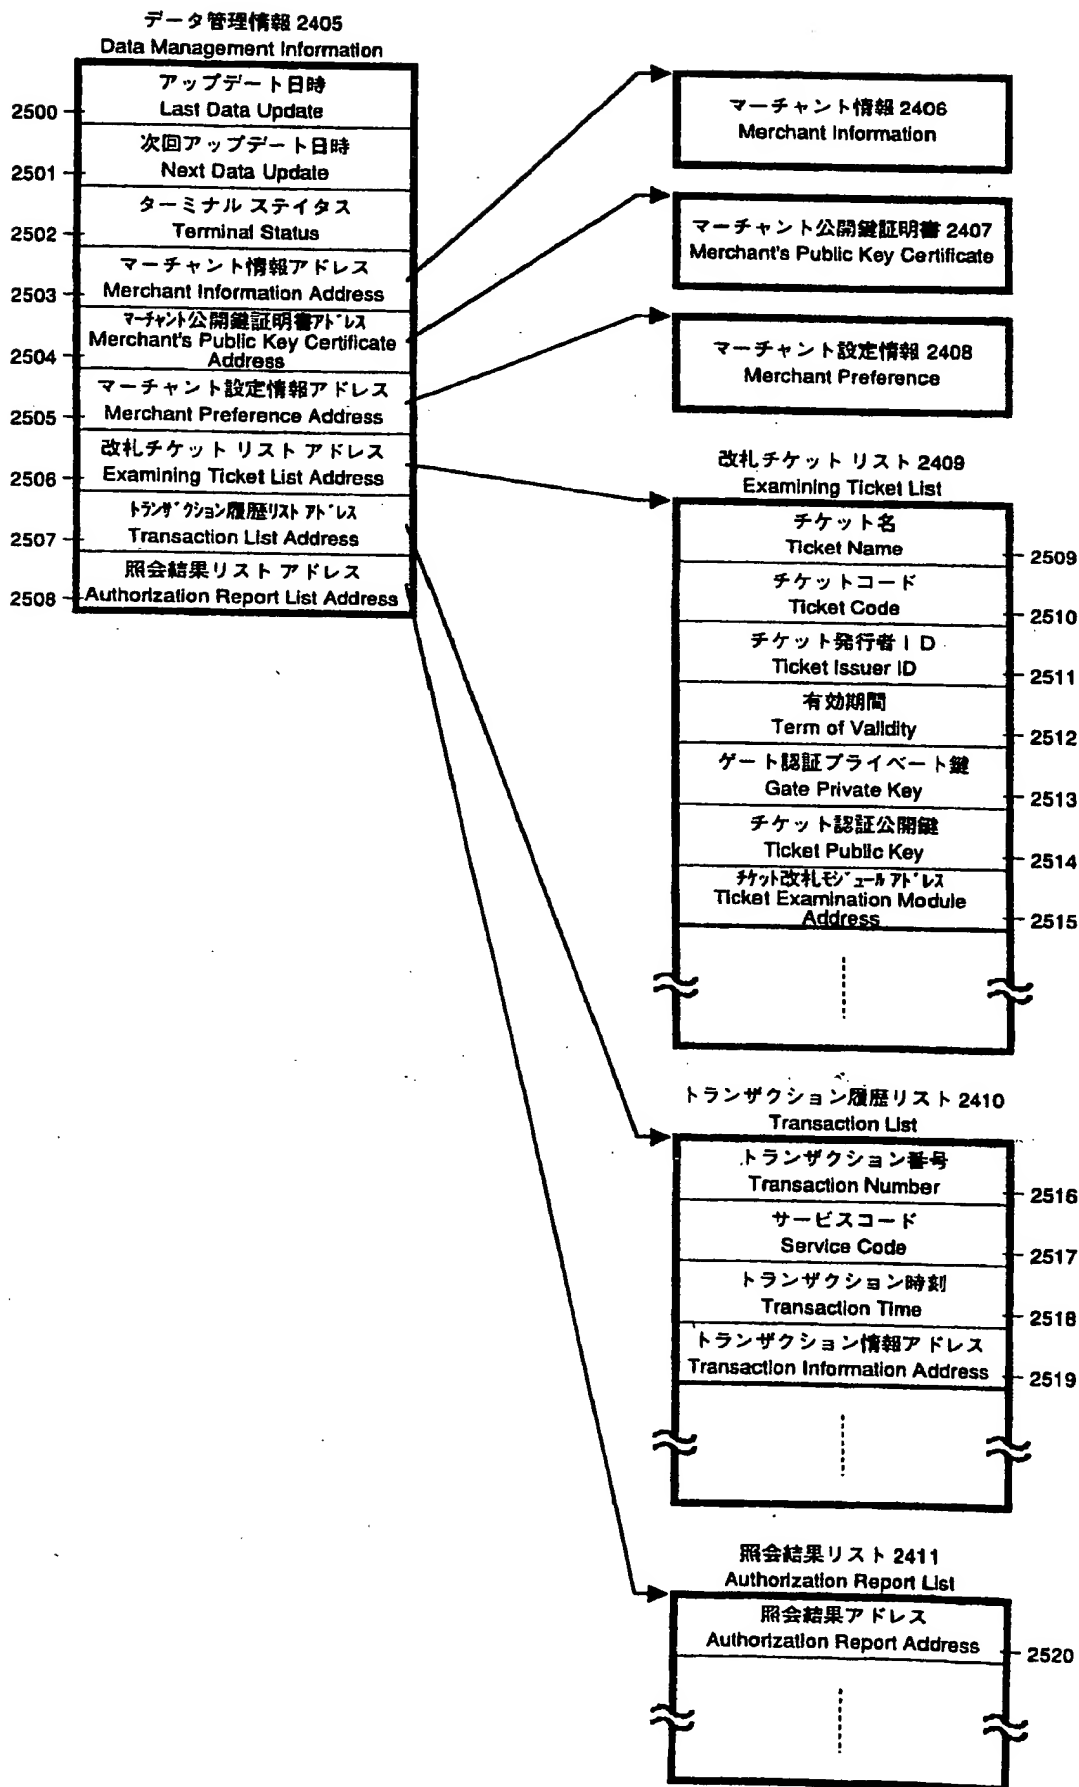 データ管理情報 2405
Data Management Information
アップデート日時
Last Data Update
2500
次回アップデート日時
Next Data Update
2501
ターミナル ステイタス
Terminal Status
2502
マーチャント情報アドレス
Merchant Information Address
2503
マーチャント公開鍵証明書アドレス
Merchant's Public Key Certificate
Address
2504
マーチャント設定情報アドレス
Merchant Preference Address
2505
改札チケット リスト アドレス
Examining Ticket List Address
2506
トランザクション履歴リスト アドレス
Transaction List Address
2507
照会結果リスト アドレス
Authorization Report List Address
2508
マーチャント情報 2406
Merchant Information
マーチャント公開鍵証明書 2407
Merchant's Public Key Certificate
マーチャント設定情報 2408
Merchant Preference
改札チケット リスト 2409
Examining Ticket List
チケット名
Ticket Name
2509
チケットコード
Ticket Code
2510
チケット発行者ID
Ticket Issuer ID
2511
有効期間
Term of Validity
2512
ゲート認証プライベート鍵
Gate Private Key
2513
チケット認証公開鍵
Ticket Public Key
2514
チケット改札モジュール アドレス
Ticket Examination Module
Address
2515
トランザクション履歴リスト 2410
Transaction List
トランザクション番号
Transaction Number
2516
サービスコード
Service Code
2517
トランザクション時刻
Transaction Time
2518
トランザクション情報アドレス
Transaction Information Address
2519
照会結果リスト 2411
Authorization Report List
照会結果アドレス
Authorization Report Address
2520